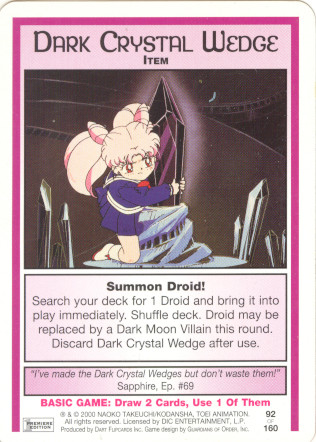 DARK CRYSTAL WEDGE
ITEM
Summon Droid!
Search your deck for 1 Droid and bring it into
play immediately. Shuffle deck. Droid may be
replaced by a Dark Moon Villain this round.
Discard Dark Crystal Wedge after use.
"I've made the Dark Crystal Wedges but don't waste them!"
Sapphire, Ep. #69
BASIC GAME: Draw 2 Cards, Use 1 Of Them
PREMIERE
EDITION
® & © 2000 NAOKO TAKEUCHI/KODANSHA, TOEI ANIMATION.
All rights reserved. Licensed by DIC ENTERTAINMENT, L.P.
PRODUCED BY DART FLIPCARDS INC. GAME DESIGN BY GUARDIANS OF ORDER, INC.
92
OF
160